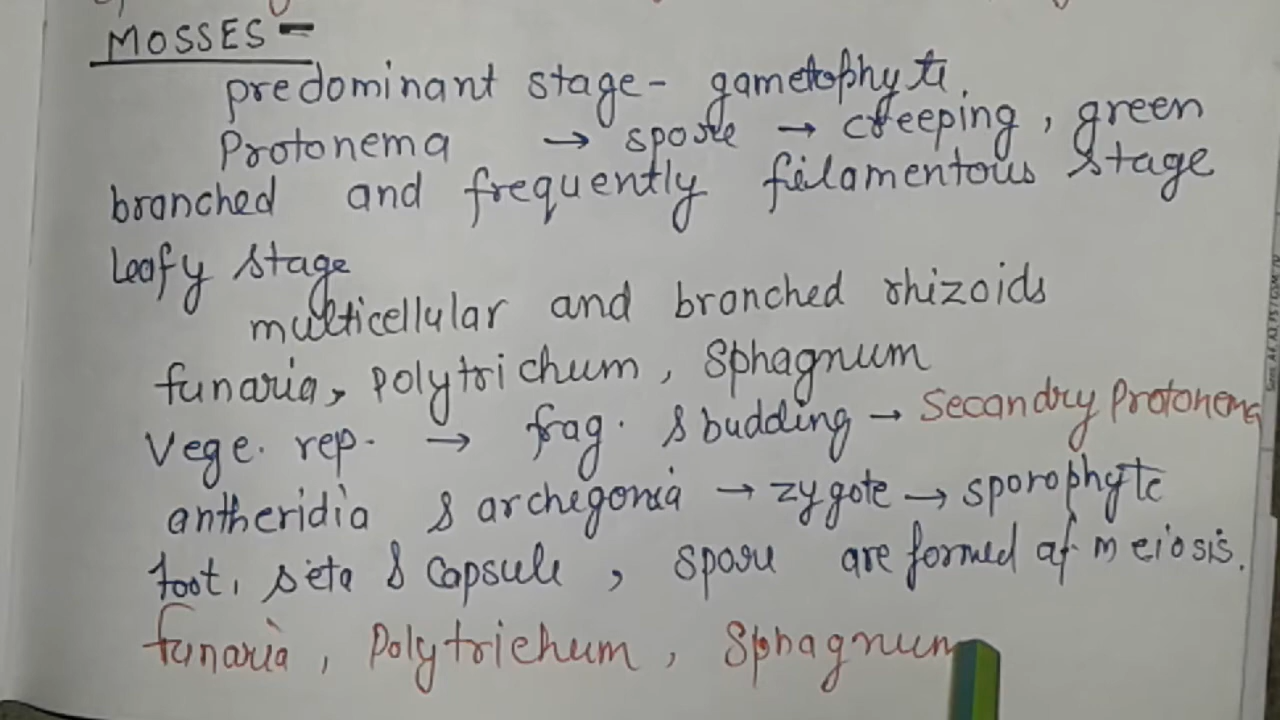 MOSSES -
predominant stage - gametophyte.
Protonema → spore → creeping, green
branched and frequently filamentous stage
Leafy stage
multicellular and branched rhizoids
funaria, polytrichum, Sphagnum
Vege. rep. → frag. & budding → Secandry Protonema
antheridia & archegonia → zygote → sporophyte
foot, seta & capsule, spore are formed af. meiosis.
funaria, Polytrichum, Sphagnum